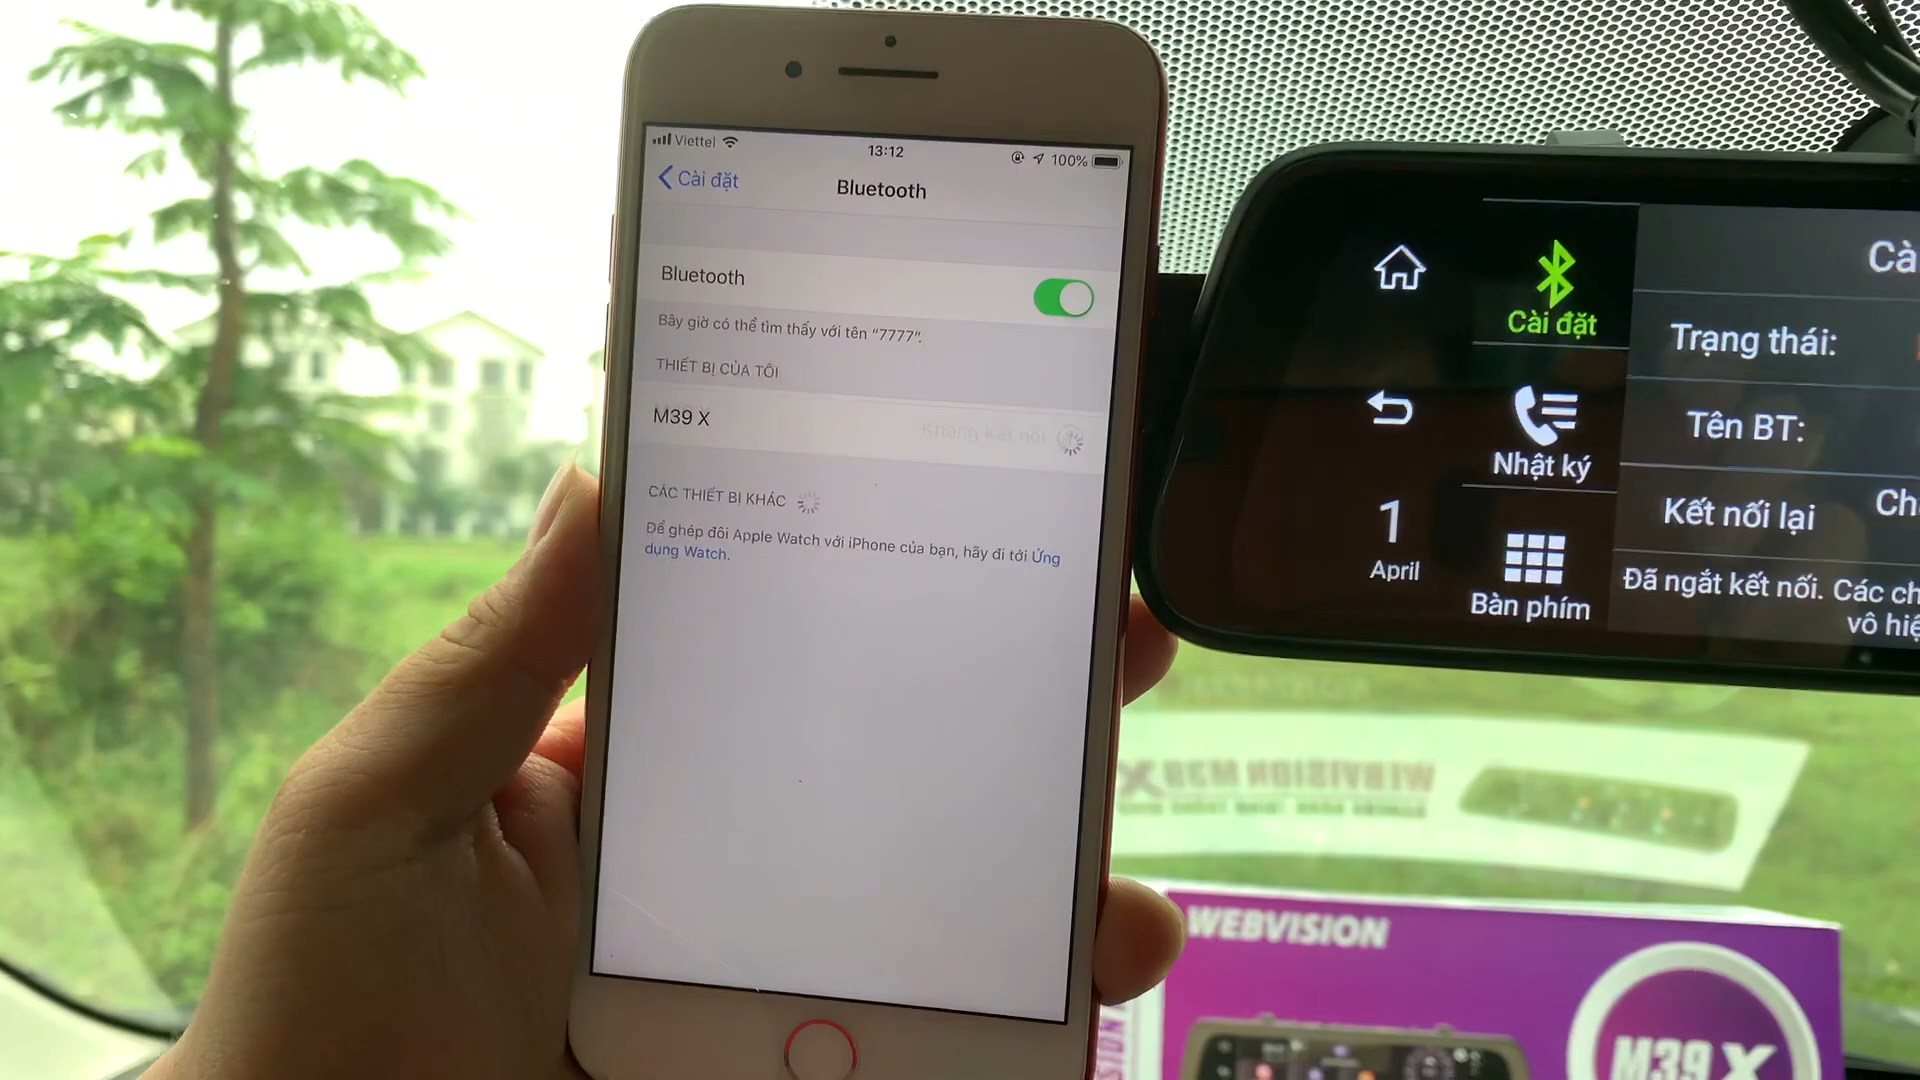 Viettel
13:12
100%
Cài đặt
Bluetooth
Bluetooth
Bây giờ có thể tìm thấy với tên "7777".
THIẾT BỊ CỦA TÔI
M39 X
Không Kết nối
CÁC THIẾT BỊ KHÁC
Để ghép đôi Apple Watch với iPhone của bạn, hãy đi tới Ứng
dụng Watch.
Cài đặt
Nhật ký
1
April
Bàn phím
Cà
Trạng thái:
Tên BT:
Kết nối lại
Ch
Đã ngắt kết nối. Các ch
vô hiệ
WEBVISION M39X
WEBVISION
M39 X